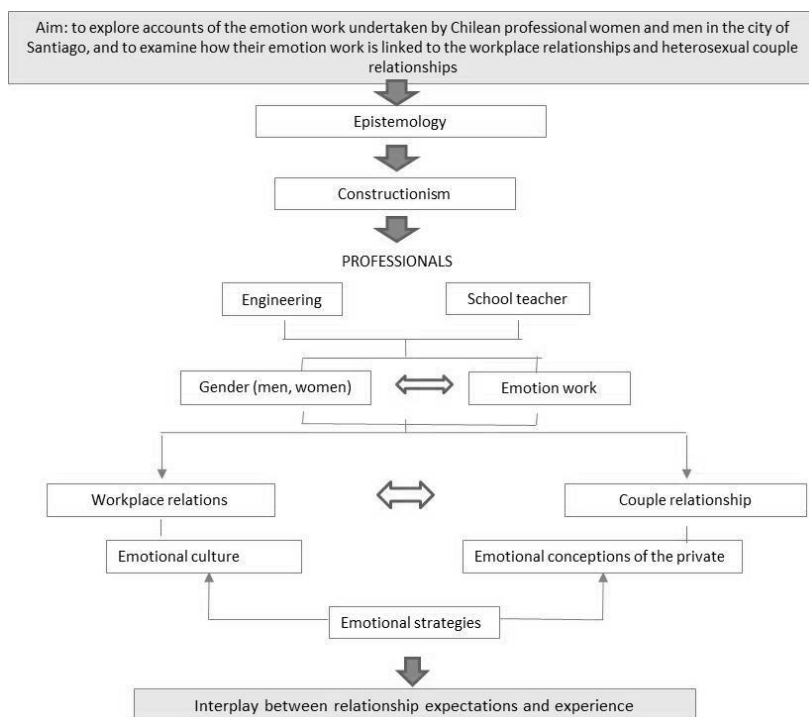 Aim: to explore accounts of the emotion work undertaken by Chilean professional women and men in the city of
Santiago, and to examine how their emotion work is linked to the workplace relationships and heterosexual couple
relationships
Epistemology
Constructionism
PROFESSIONALS
Engineering
School teacher
Gender (men, women)
Emotion work
Workplace relations
Couple relationship
Emotional culture
Emotional conceptions of the private
Emotional strategies
Interplay between relationship expectations and experience